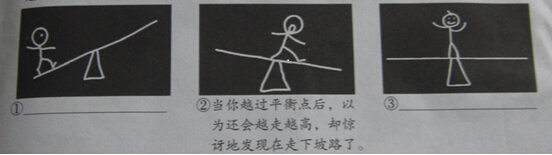 ①
②当你越过平衡点后，以
为还会越走越高，却惊
讶地发现在走下坡路了。
③